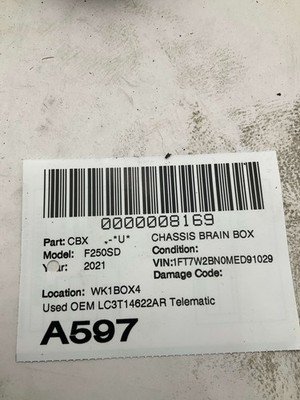 0000008169
Part: CBX .-*U* CHASSIS BRAIN BOX
Model: F250SD Condition:
Year: 2021 VIN:1FT7W2BN0MED91029
Damage Code:
Location: WK1BOX4
Used OEM LC3T14622AR Telematic
A597